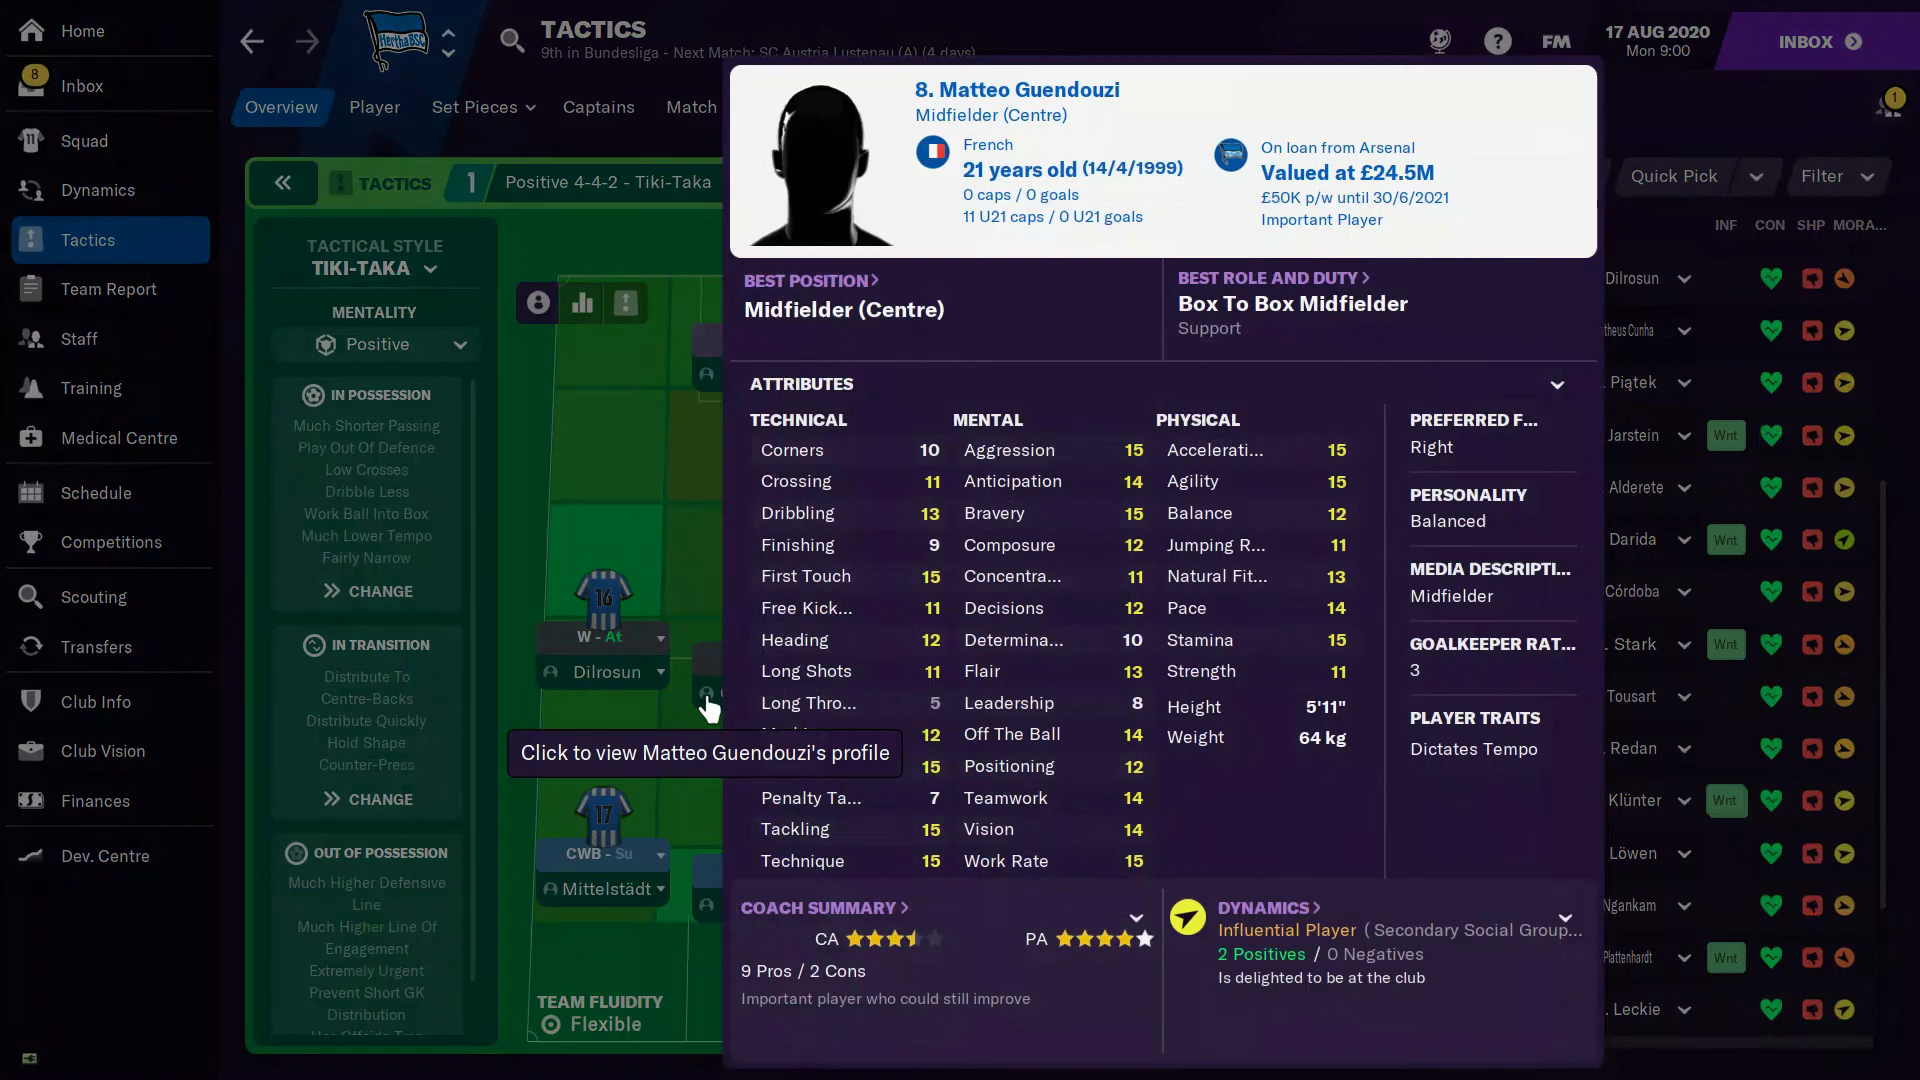 Home
8
Inbox
Squad
Dynamics
Tactics
Team Report
Staff
Training
Medical Centre
Schedule
Competitions
Scouting
Transfers
Club Info
Club Vision
Finances
Dev. Centre
Hertha BSC
TACTICS
9th in Bundesliga - Next Match: SC Austria Lustenau (A) (4 days)
FM
17 AUG 2020
Mon 9:00
INBOX
1
Overview
Player
Set Pieces
Captains
Match
TACTICS
1
Positive 4-4-2 - Tiki-Taka
TACTICAL STYLE
TIKI-TAKA
MENTALITY
Positive
IN POSSESSION
Much Shorter Passing
Play Out Of Defence
Low Crosses
Dribble Less
Work Ball Into Box
Much Lower Tempo
Fairly Narrow
CHANGE
IN TRANSITION
Distribute To
Centre-Backs
Distribute Quickly
Hold Shape
Counter-Press
CHANGE
OUT OF POSSESSION
Much Higher Defensive
Line
Much Higher Line Of
Engagement
Extremely Urgent
Prevent Short GK
Distribution
16
W - At
Dilrosun
17
CWB - Su
Mittelstädt
TEAM FLUIDITY
Flexible
Click to view Matteo Guendouzi's profile
8. Matteo Guendouzi
Midfielder (Centre)
French
21 years old (14/4/1999)
0 caps / 0 goals
11 U21 caps / 0 U21 goals
On loan from Arsenal
Valued at £24.5M
£50K p/w until 30/6/2021
Important Player
BEST POSITION
Midfielder (Centre)
BEST ROLE AND DUTY
Box To Box Midfielder
Support
ATTRIBUTES
TECHNICAL
Corners 10
Crossing 11
Dribbling 13
Finishing 9
First Touch 15
Free Kick... 11
Heading 12
Long Shots 11
Long Thro... 5
12
15
Penalty Ta... 7
Tackling 15
Technique 15
MENTAL
Aggression 15
Anticipation 14
Bravery 15
Composure 12
Concentra... 11
Decisions 12
Determina... 10
Flair 13
Leadership 8
Off The Ball 14
Positioning 12
Teamwork 14
Vision 14
Work Rate 15
PHYSICAL
Accelerati... 15
Agility 15
Balance 12
Jumping R... 11
Natural Fit... 13
Pace 14
Stamina 15
Strength 11
Height 5'11"
Weight 64 kg
PREFERRED F...
Right
PERSONALITY
Balanced
MEDIA DESCRIPTI...
Midfielder
GOALKEEPER RAT...
3
PLAYER TRAITS
Dictates Tempo
COACH SUMMARY
CA
PA
9 Pros / 2 Cons
Important player who could still improve
DYNAMICS
Influential Player ( Secondary Social Group...
2 Positives / 0 Negatives
Is delighted to be at the club
Quick Pick
Filter
INF CON SHP MORA...
Dilrosun
theus Cunha
. Piątek
Jarstein Wnt
Alderete
Darida Wnt
Córdoba
. Stark Wnt
Tousart
. Redan
Klünter Wnt
Löwen
Ngankam
Plattenhardt Wnt
. Leckie